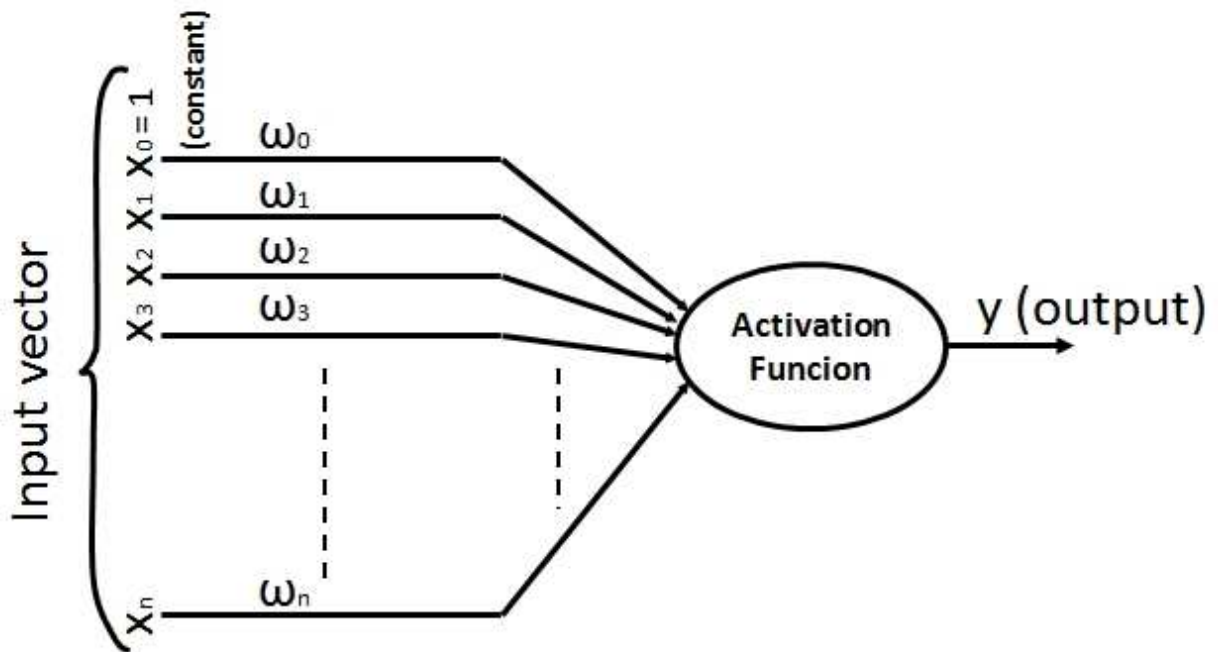 Input vector
X₀ = 1
(constant)
ω₀
X₁
ω₁
X₂
ω₂
X₃
ω₃
Xₙ
ωₙ
Activation
Funcion
y (output)